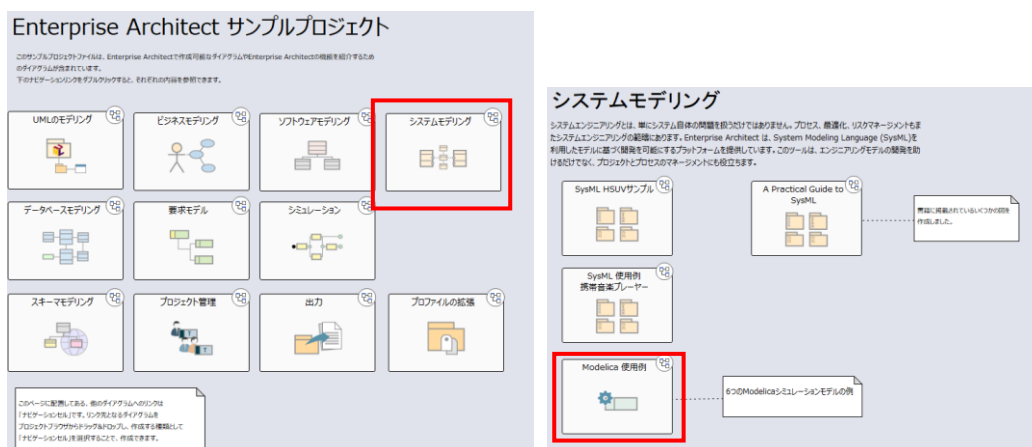 Enterprise Architect サンプルプロジェクト
このサンプルプロジェクトファイルは、Enterprise Architectで作成可能なダイアグラムやEnterprise Architectの機能を紹介するため
のダイアグラムが含まれています。
下のナビゲーションリンクをダブルクリックすると、それぞれの内容を参照できます。
UMLのモデリング
ビジネスモデリング
ソフトウェアモデリング
システムモデリング
データベースモデリング
要求モデル
シミュレーション
スキーマモデリング
プロジェクト管理
出力
プロファイルの拡張
このページに配置してある、他のダイアグラムへのリンクは
「ナビゲーションセル」です。リンク先となるダイアグラムを
プロジェクトブラウザからドラッグ&ドロップし、作成する種類として
「ナビゲーションセル」を選択することで、作成できます。
システムモデリング
システムエンジニアリングとは、単にシステム自体の問題を扱うだけではありません。プロセス、最適化、リスクマネージメントもま
たシステムエンジニアリングの範疇にあります。Enterprise Architect は、System Modeling Language (SysML)を
利用したモデルに基づく開発を可能にするプラットフォームを提供しています。このツールは、エンジニアリングモデルの開発を助
けるだけでなく、プロジェクトとプロセスのマネージメントにも役立ちます。
SysML HSUVサンプル
A Practical Guide to
SysML
書籍に掲載されているいくつかの図を
作成しました。
SysML 使用例
携帯音楽プレーヤー
Modelica 使用例
6つのModelicaシミュレーションモデルの例